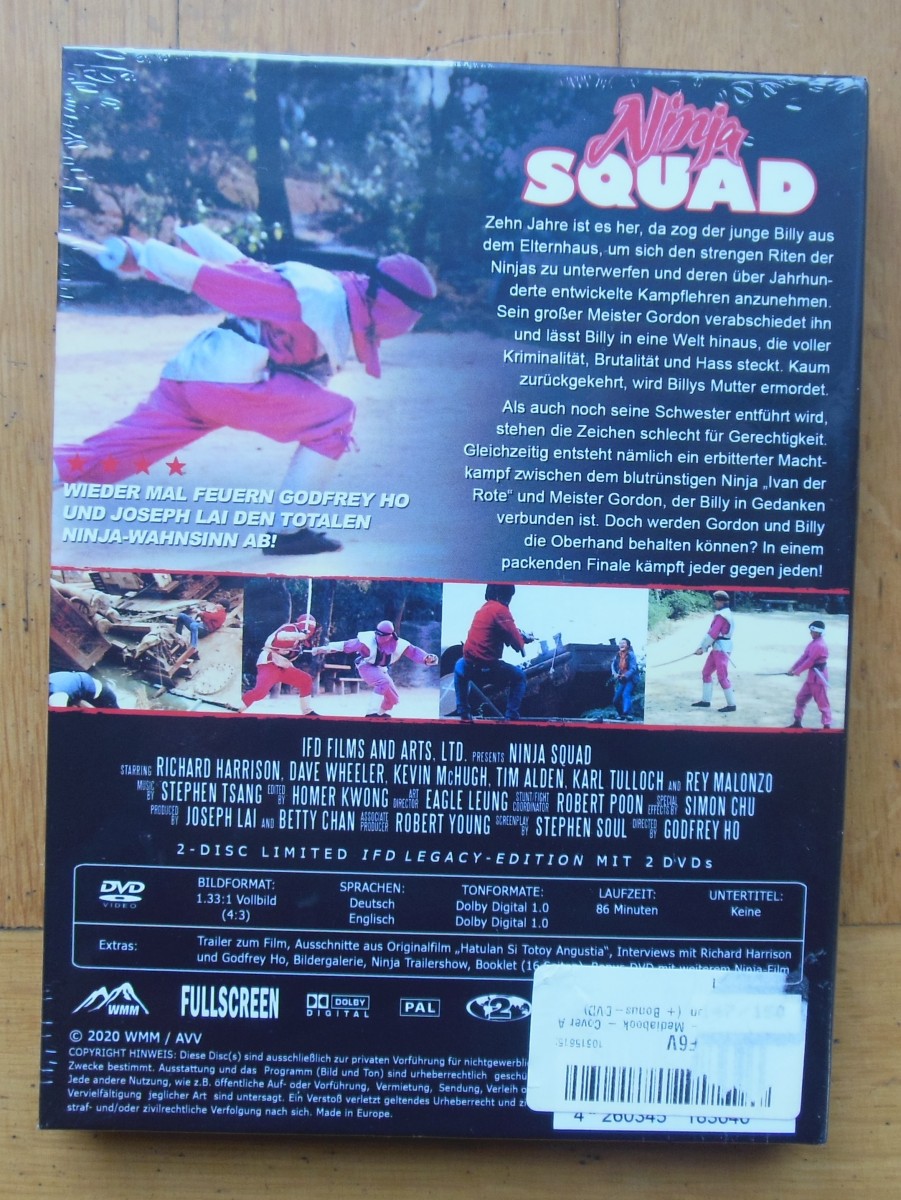 Ninja
SQUAD
Zehn Jahre ist es her, da zog der junge Billy aus
dem Elternhaus, um sich den strengen Riten der
Ninjas zu unterwerfen und deren über Jahrhun-
derte entwickelte Kampflehren anzunehmen.
Sein großer Meister Gordon verabschiedet ihn
und lässt Billy in eine Welt hinaus, die voller
Kriminalität, Brutalität und Hass steckt. Kaum
zurückgekehrt, wird Billys Mutter ermordet.
Als auch noch seine Schwester entführt wird,
stehen die Zeichen schlecht für Gerechtigkeit.
Gleichzeitig entsteht nämlich ein erbitterter Macht-
kampf zwischen dem blutrünstigen Ninja „Ivan der
Rote“ und Meister Gordon, der Billy in Gedanken
verbunden ist. Doch werden Gordon und Billy
die Oberhand behalten können? In einem
packenden Finale kämpft jeder gegen jeden!
WIEDER MAL FEUERN GODFREY HO
UND JOSEPH LAI DEN TOTALEN
NINJA-WAHNSINN AB!
IFD FILMS AND ARTS, LTD. PRESENTS NINJA SQUAD
STARRING RICHARD HARRISON, DAVE WHEELER, KEVIN McHUGH, TIM ALDEN, KARL TULLOCH AND REY MALONZO
MUSIC BY STEPHEN TSANG EDITED BY HOMER KWONG ART DIRECTOR EAGLE LEUNG STUNT/FIGHT COORDINATOR ROBERT POON SPECIAL EFFECTS BY SIMON CHU
PRODUCED BY JOSEPH LAI AND BETTY CHAN ASSOCIATE PRODUCER ROBERT YOUNG SCREENPLAY BY STEPHEN SOUL DIRECTED BY GODFREY HO
2-DISC LIMITED IFD LEGACY-EDITION MIT 2 DVDs
DVD VIDEO
BILDFORMAT:
1.33:1 Vollbild
(4:3)
SPRACHEN:
Deutsch
Englisch
TONFORMATE:
Dolby Digital 1.0
Dolby Digital 1.0
LAUFZEIT:
86 Minuten
UNTERTITEL:
Keine
Extras:
Trailer zum Film, Ausschnitte aus Originalfilm „Hatulan Si Totoy Angustia“, Interviews mit Richard Harrison
und Godfrey Ho, Bildergalerie, Ninja Trailershow, Booklet (16 Seiten), Bonus-DVD mit weiterem Ninja-Film
WMM
FULLSCREEN
DOLBY
DIGITAL
PAL
2
© 2020 WMM / AVV
COPYRIGHT HINWEIS: Diese Disc(s) sind ausschließlich zur privaten Vorführung für nichtgewerblic
Zwecke bestimmt. Ausstattung und das Programm (Bild und Ton) sind urheberrechtlich geschü
Jede andere Nutzung, wie z.B. öffentliche Auf- oder Vorführung, Vermietung, Sendung, Verleih o
Vervielfältigung jeglicher Art sind untersagt. Ein Verstoß verletzt geltendes Urheberrecht und zi
straf- und/oder zivilrechtliche Verfolgung nach sich. Made in Europe.
(+ Bonus-DVD)
Mediabook - Cover A
F6V
4 260345